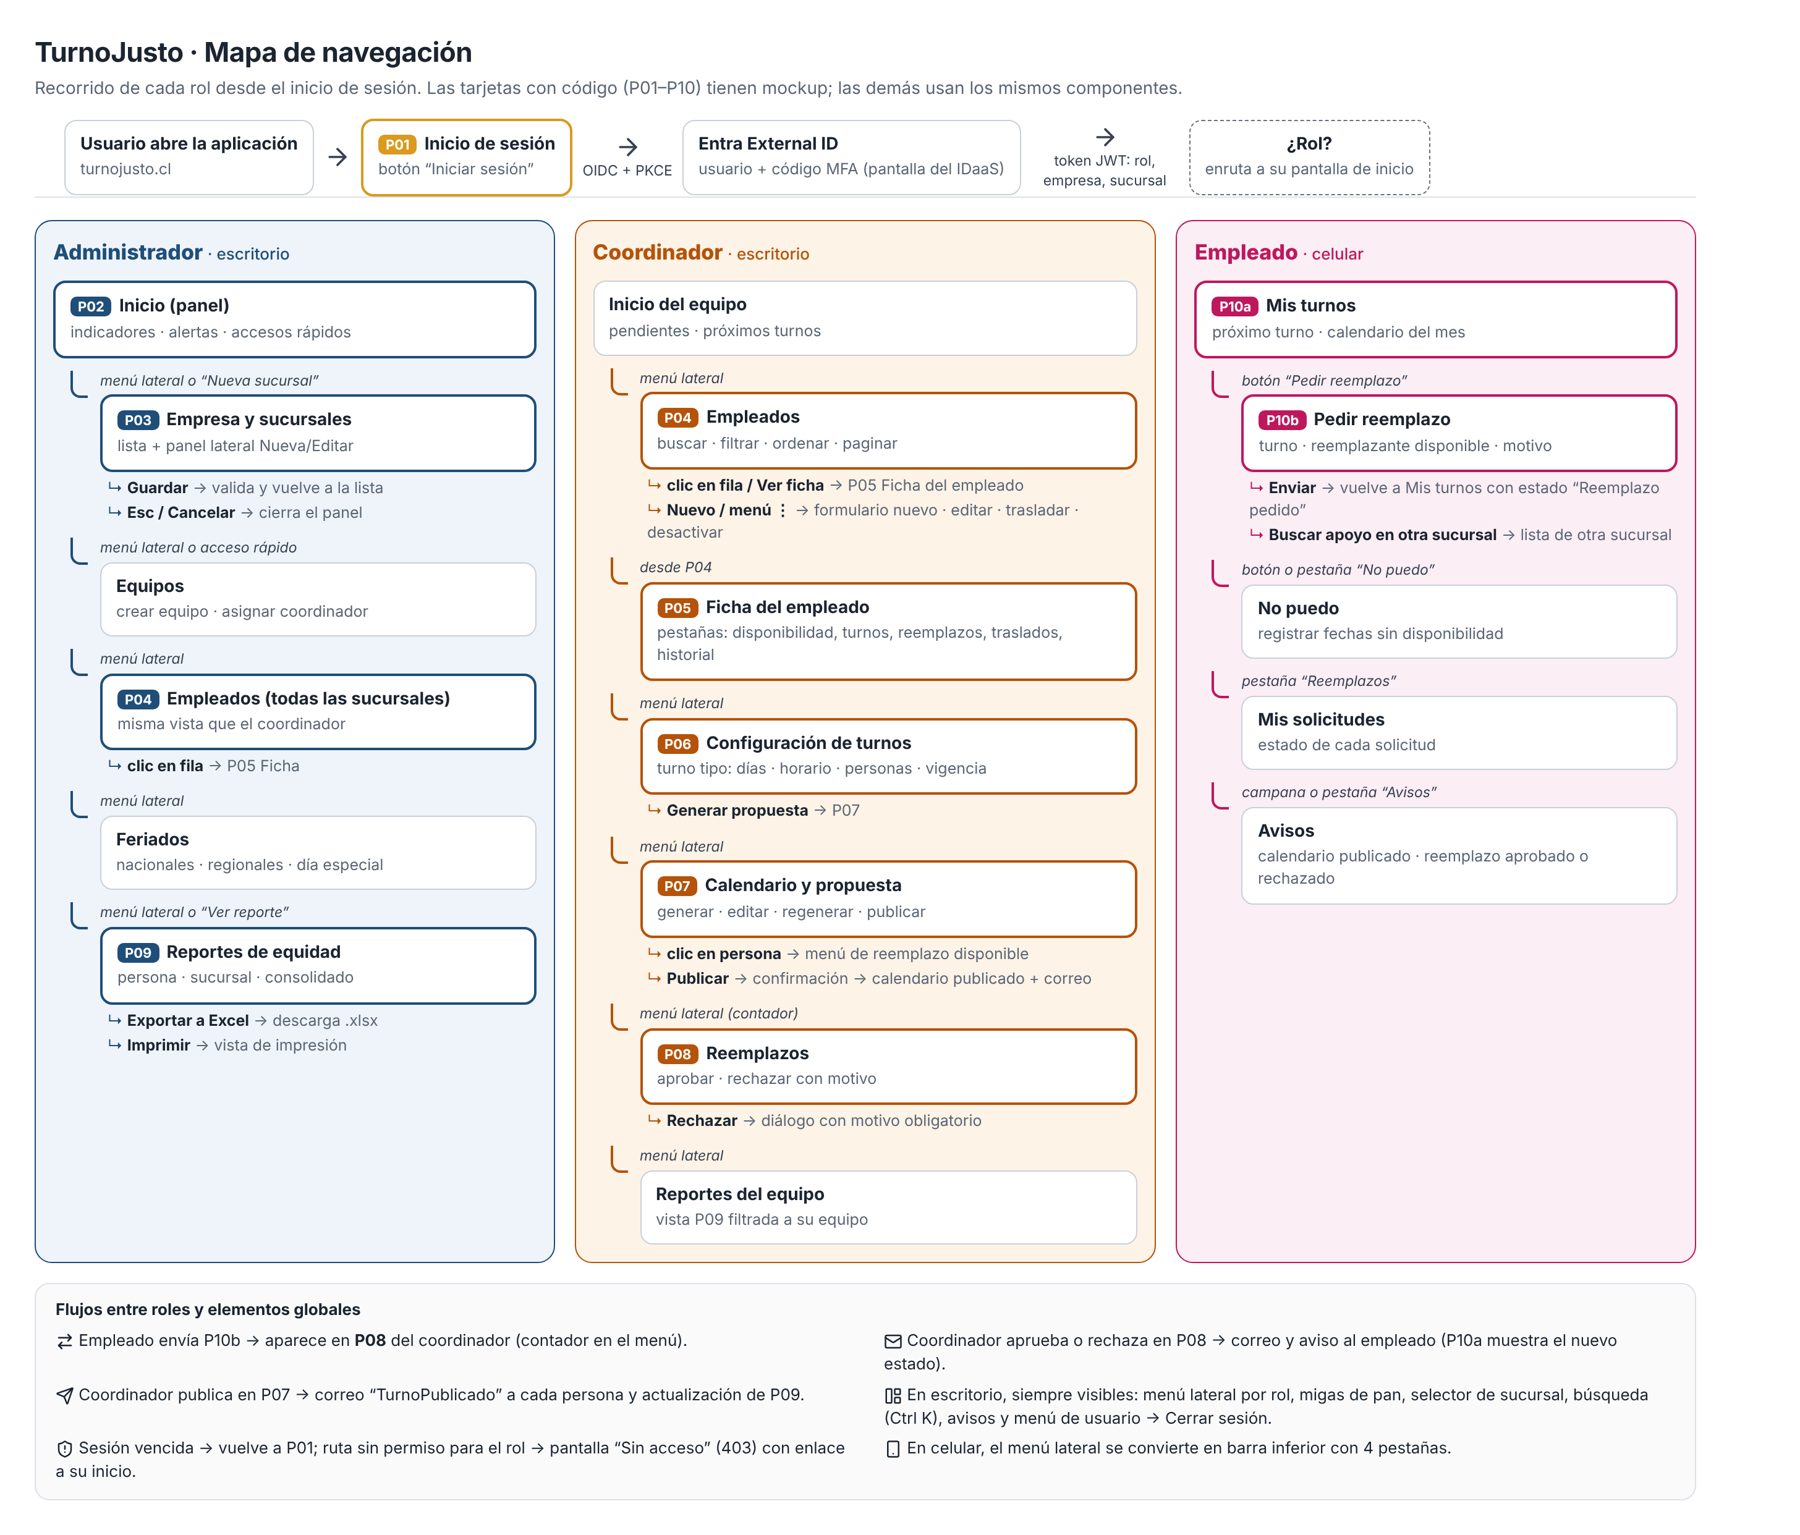 TurnoJusto · Mapa de navegación
Recorrido de cada rol desde el inicio de sesión. Las tarjetas con código (P01–P10) tienen mockup; las demás usan los mismos componentes.
Usuario abre la aplicación
turnojusto.cl
→
P01 Inicio de sesión
botón “Iniciar sesión”
→
OIDC + PKCE
Entra External ID
usuario + código MFA (pantalla del IDaaS)
→
token JWT: rol,
empresa, sucursal
¿Rol?
enruta a su pantalla de inicio
Administrador · escritorio
P02 Inicio (panel)
indicadores · alertas · accesos rápidos
menú lateral o “Nueva sucursal”
P03 Empresa y sucursales
lista + panel lateral Nueva/Editar
↳ Guardar → valida y vuelve a la lista
↳ Esc / Cancelar → cierra el panel
menú lateral o acceso rápido
Equipos
crear equipo · asignar coordinador
menú lateral
P04 Empleados (todas las sucursales)
misma vista que el coordinador
↳ clic en fila → P05 Ficha
menú lateral
Feriados
nacionales · regionales · día especial
menú lateral o “Ver reporte”
P09 Reportes de equidad
persona · sucursal · consolidado
↳ Exportar a Excel → descarga .xlsx
↳ Imprimir → vista de impresión
Coordinador · escritorio
Inicio del equipo
pendientes · próximos turnos
menú lateral
P04 Empleados
buscar · filtrar · ordenar · paginar
↳ clic en fila / Ver ficha → P05 Ficha del empleado
↳ Nuevo / menú ⋮ → formulario nuevo · editar · trasladar ·
desactivar
desde P04
P05 Ficha del empleado
pestañas: disponibilidad, turnos, reemplazos, traslados,
historial
menú lateral
P06 Configuración de turnos
turno tipo: días · horario · personas · vigencia
↳ Generar propuesta → P07
menú lateral
P07 Calendario y propuesta
generar · editar · regenerar · publicar
↳ clic en persona → menú de reemplazo disponible
↳ Publicar → confirmación → calendario publicado + correo
menú lateral (contador)
P08 Reemplazos
aprobar · rechazar con motivo
↳ Rechazar → diálogo con motivo obligatorio
menú lateral
Reportes del equipo
vista P09 filtrada a su equipo
Empleado · celular
P10a Mis turnos
próximo turno · calendario del mes
botón “Pedir reemplazo”
P10b Pedir reemplazo
turno · reemplazante disponible · motivo
↳ Enviar → vuelve a Mis turnos con estado “Reemplazo
pedido”
↳ Buscar apoyo en otra sucursal → lista de otra sucursal
botón o pestaña “No puedo”
No puedo
registrar fechas sin disponibilidad
pestaña “Reemplazos”
Mis solicitudes
estado de cada solicitud
campana o pestaña “Avisos”
Avisos
calendario publicado · reemplazo aprobado o
rechazado
Flujos entre roles y elementos globales
Empleado envía P10b → aparece en P08 del coordinador (contador en el menú).
Coordinador aprueba o rechaza en P08 → correo y aviso al empleado (P10a muestra el nuevo
estado).
Coordinador publica en P07 → correo “TurnoPublicado” a cada persona y actualización de P09.
En escritorio, siempre visibles: menú lateral por rol, migas de pan, selector de sucursal, búsqueda
(Ctrl K), avisos y menú de usuario → Cerrar sesión.
Sesión vencida → vuelve a P01; ruta sin permiso para el rol → pantalla “Sin acceso” (403) con enlace
a su inicio.
En celular, el menú lateral se convierte en barra inferior con 4 pestañas.